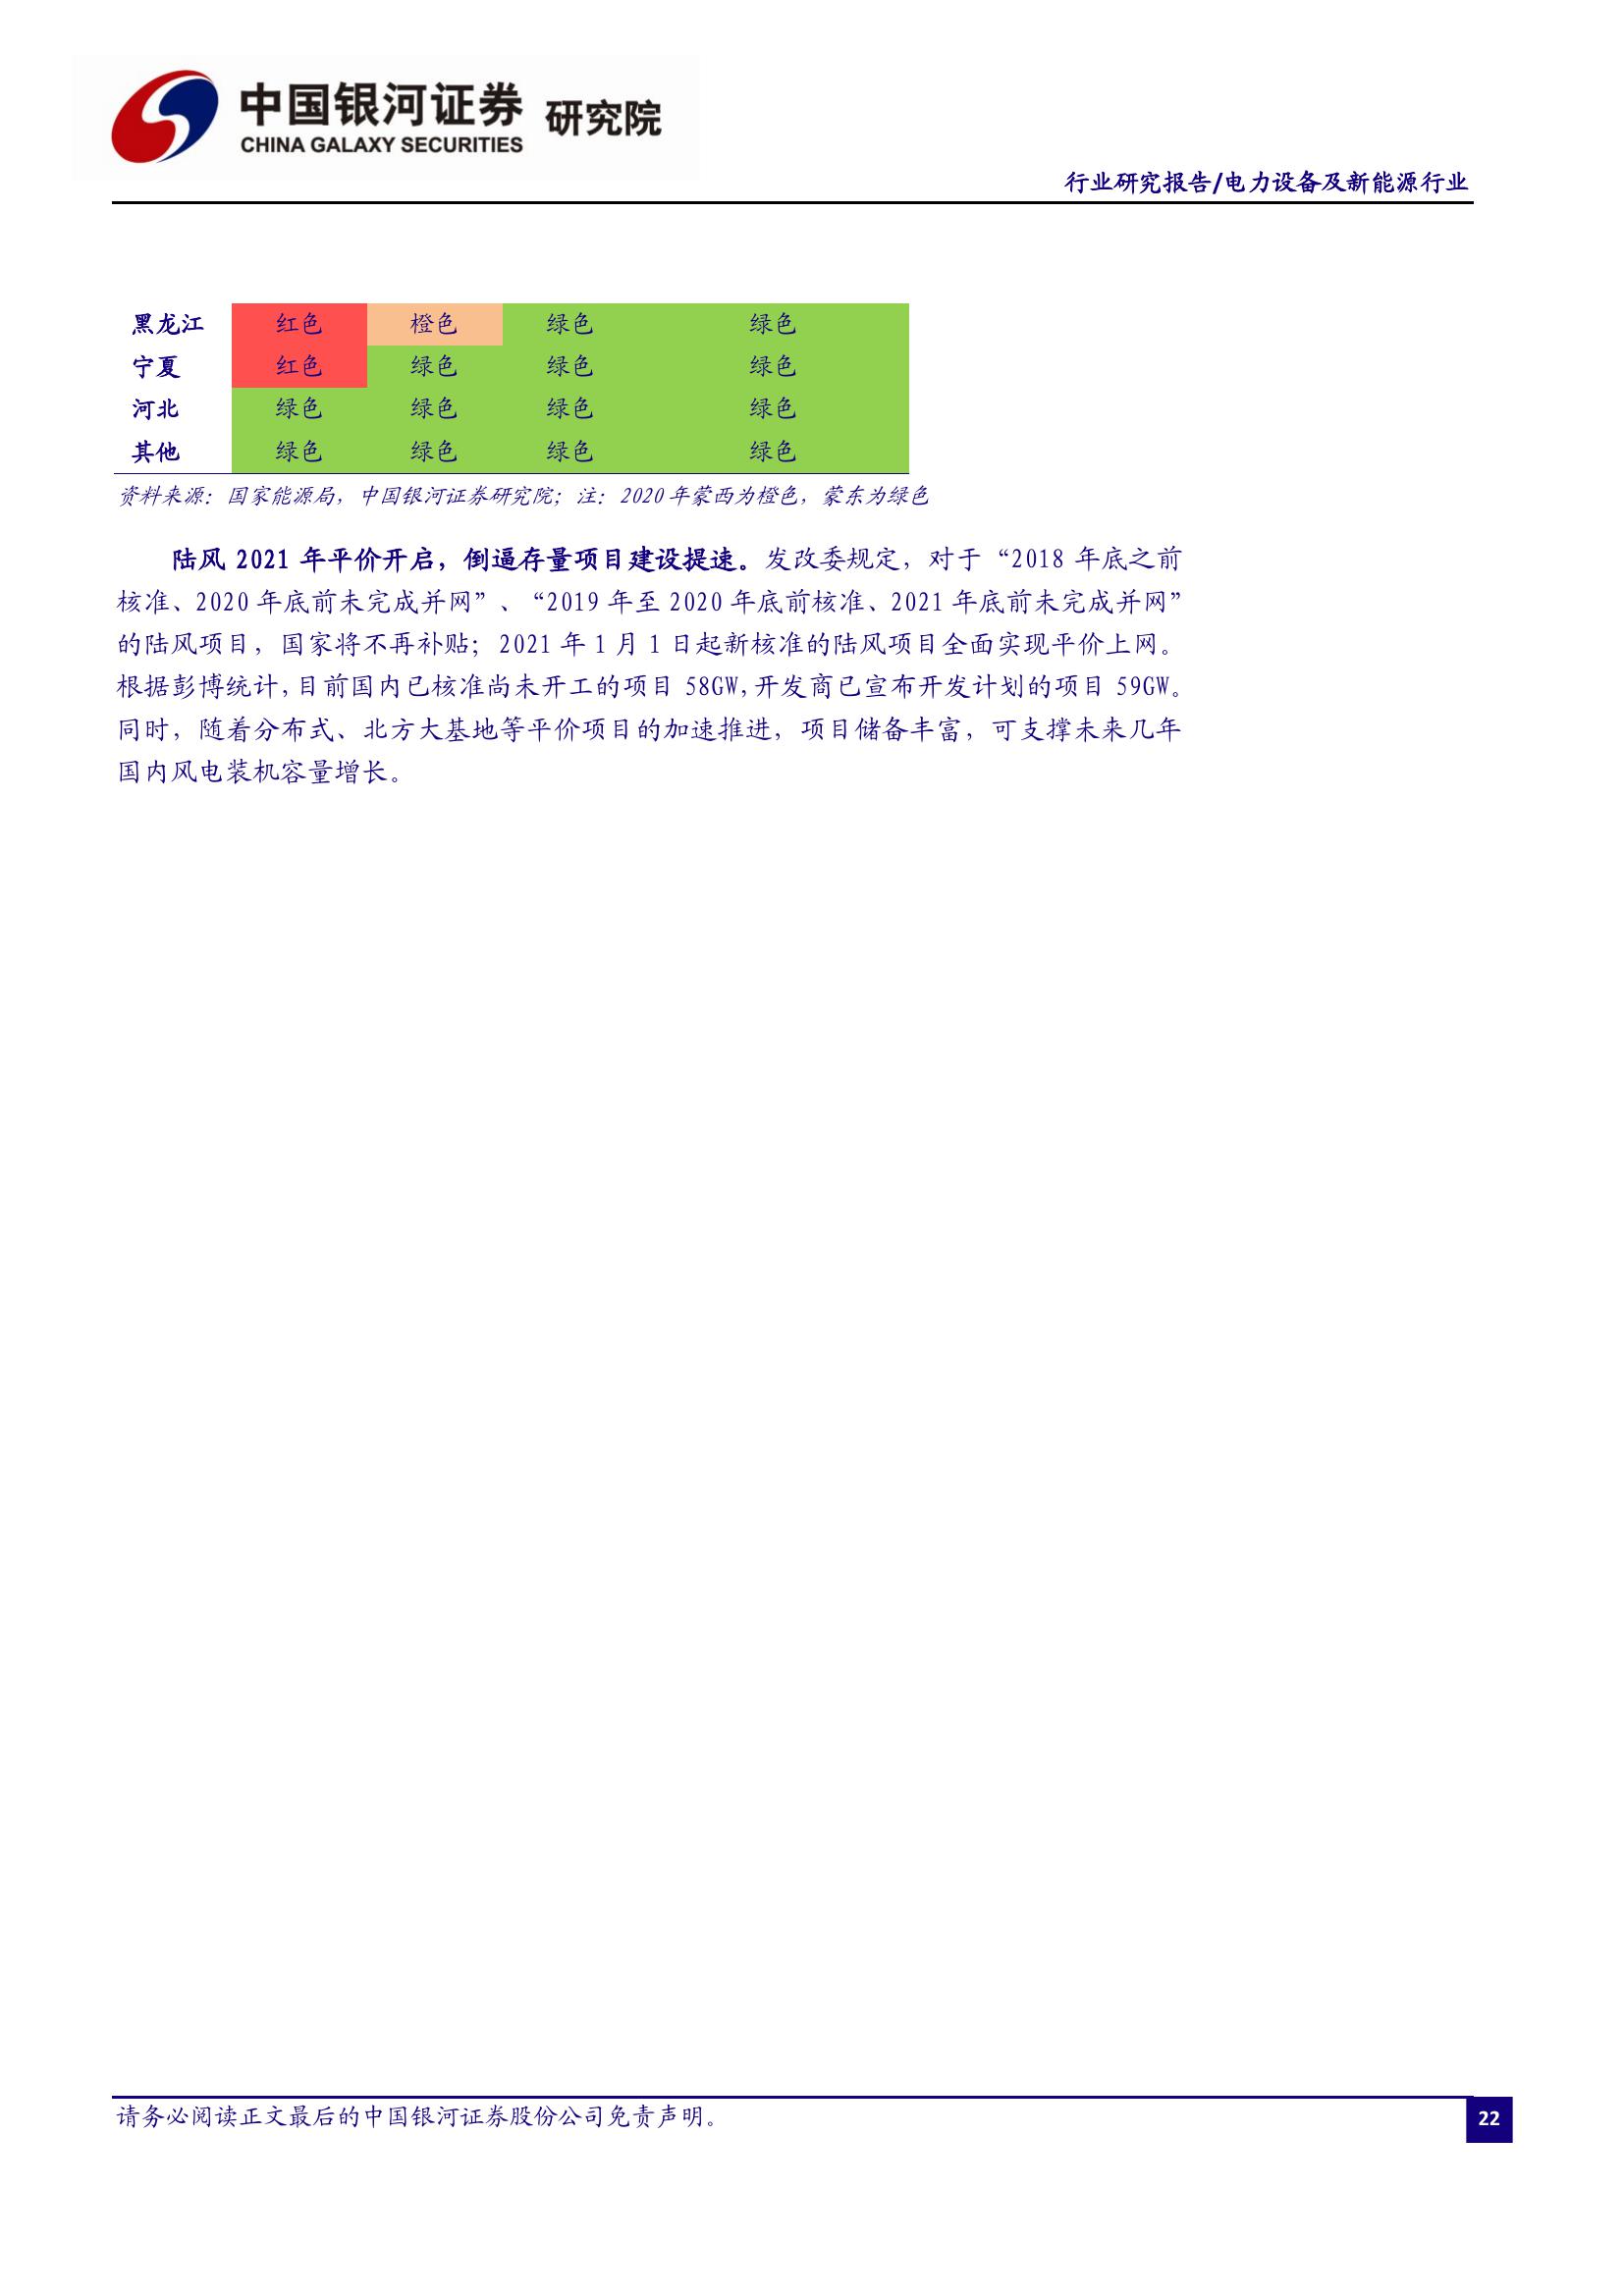 中国银河证券 研究院
CHINA GALAXY SECURITIES
行业研究报告/电力设备及新能源行业
黑龙江 红色 橙色 绿色 绿色
宁夏 红色 绿色 绿色 绿色
河北 绿色 绿色 绿色 绿色
其他 绿色 绿色 绿色 绿色
资料来源：国家能源局，中国银河证券研究院；注：2020 年蒙西为橙色，蒙东为绿色
陆风 2021 年平价开启，倒逼存量项目建设提速。发改委规定，对于“2018 年底之前
核准、2020 年底前未完成并网”、“2019 年至 2020 年底前核准、2021 年底前未完成并网”
的陆风项目，国家将不再补贴；2021 年 1 月 1 日起新核准的陆风项目全面实现平价上网。
根据彭博统计，目前国内已核准尚未开工的项目 58GW，开发商已宣布开发计划的项目 59GW。
同时，随着分布式、北方大基地等平价项目的加速推进，项目储备丰富，可支撑未来几年
国内风电装机容量增长。
请务必阅读正文最后的中国银河证券股份公司免责声明。
22